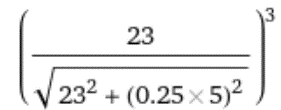 (23 / √(23² + (0.25×5)²))³